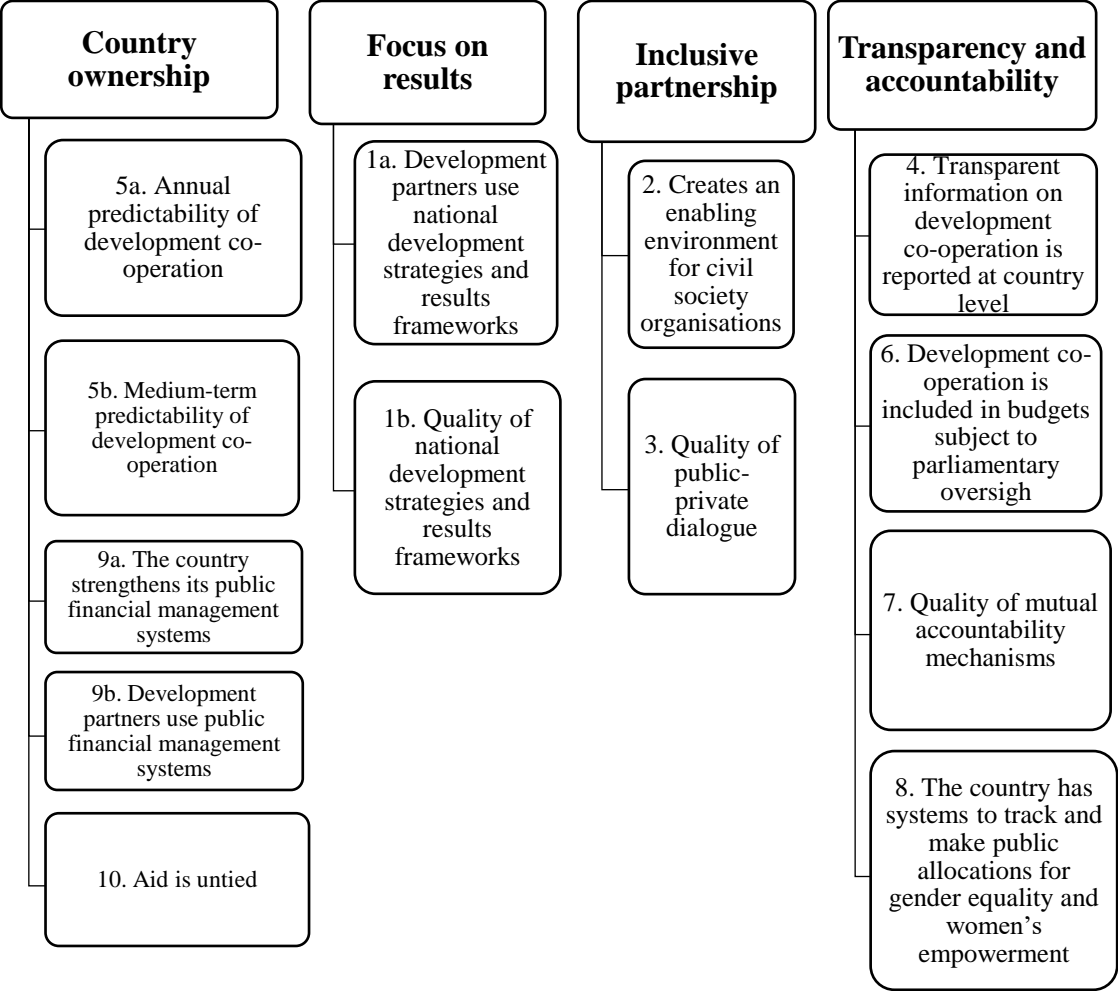 Country
ownership
5a. Annual
predictability of
development co-
operation
5b. Medium-term
predictability of
development co-
operation
9a. The country
strengthens its public
financial management
systems
9b. Development
partners use public
financial management
systems
10. Aid is untied
Focus on
results
1a. Development
partners use
national
development
strategies and
results
frameworks
1b. Quality of
national
development
strategies and
results
frameworks
Inclusive
partnership
2. Creates an
enabling
environment
for civil
society
organisations
3. Quality of
public-
private
dialogue
Transparency and
accountability
4. Transparent
information on
development
co-operation is
reported at country
level
6. Development co-
operation is
included in budgets
subject to
parliamentary
oversigh
7. Quality of mutual
accountability
mechanisms
8. The country has
systems to track and
make public
allocations for
gender equality and
women’s
empowerment